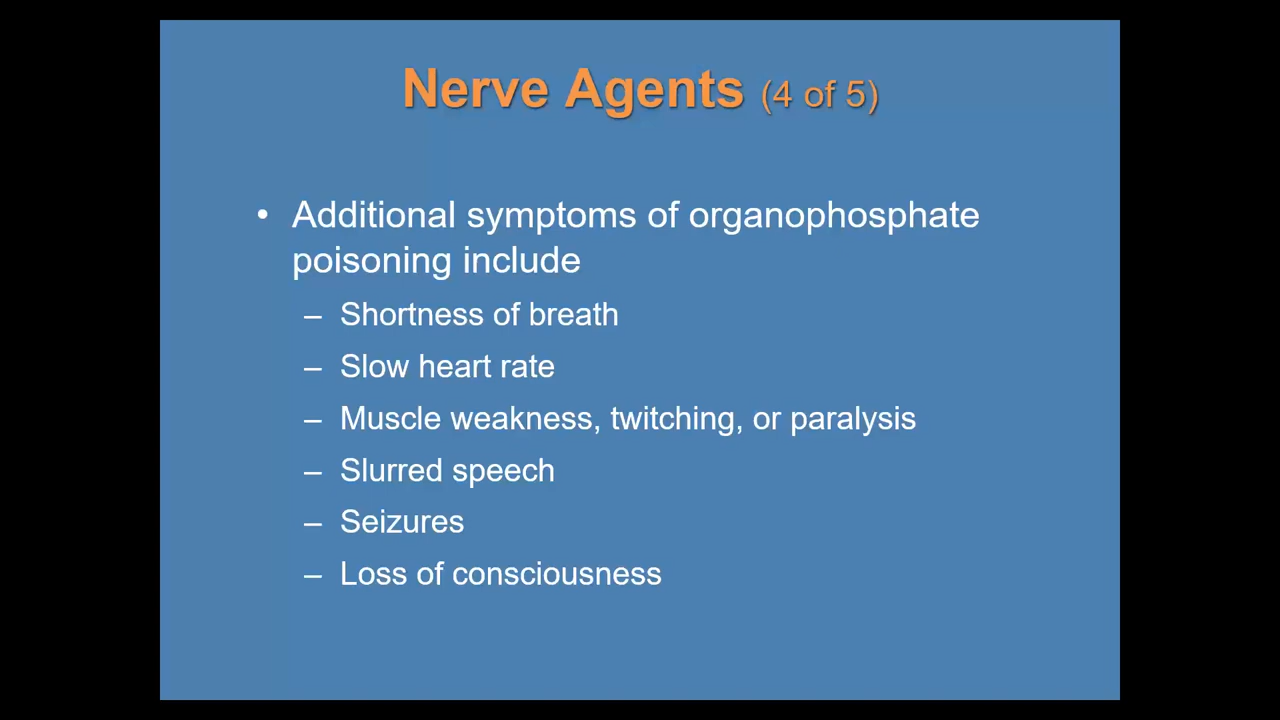 Nerve Agents (4 of 5)
• Additional symptoms of organophosphate
poisoning include
– Shortness of breath
– Slow heart rate
– Muscle weakness, twitching, or paralysis
– Slurred speech
– Seizures
– Loss of consciousness